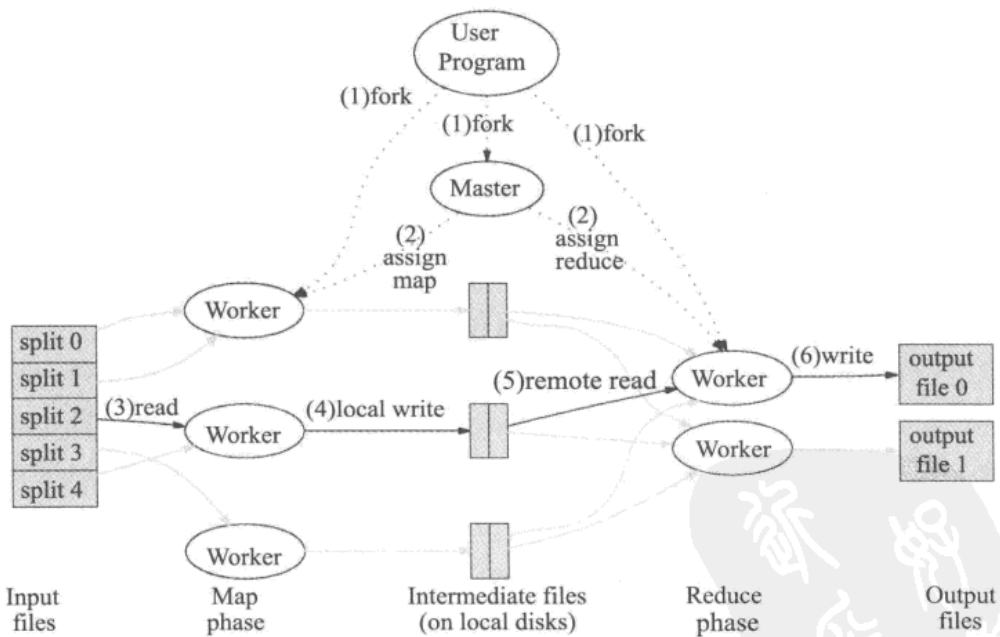 User
Program
(1)fork
(1)fork
(1)fork
Master
(2)
assign
map
(2)
assign
reduce
Worker
split 0
split 1
split 2
split 3
split 4
(3)read
Worker
(4)local write
(5)remote read
Worker
(6)write
output
file 0
Worker
output
file 1
Worker
Input
files
Map
phase
Intermediate files
(on local disks)
Reduce
phase
Output
files